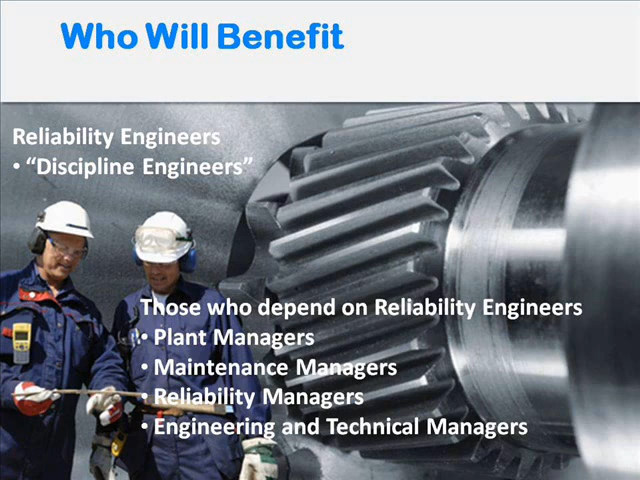 Who Will Benefit
Reliability Engineers
• “Discipline Engineers”
Those who depend on Reliability Engineers
• Plant Managers
• Maintenance Managers
• Reliability Managers
• Engineering and Technical Managers